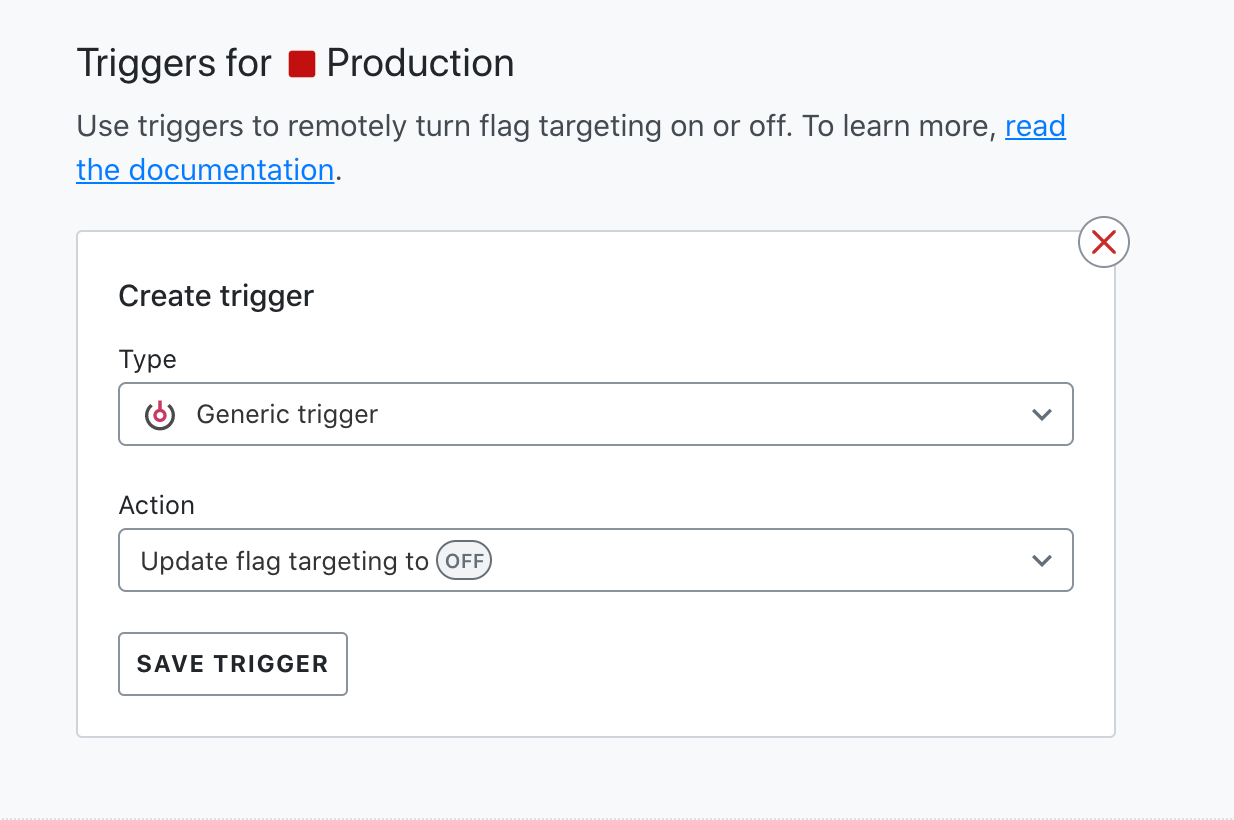 Triggers for Production
Use triggers to remotely turn flag targeting on or off. To learn more, read
the documentation.
Create trigger
Type
Generic trigger
Action
Update flag targeting to OFF
SAVE TRIGGER